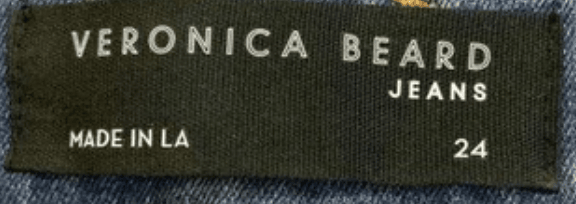 VERONICA BEARD
JEANS
MADE IN LA
24